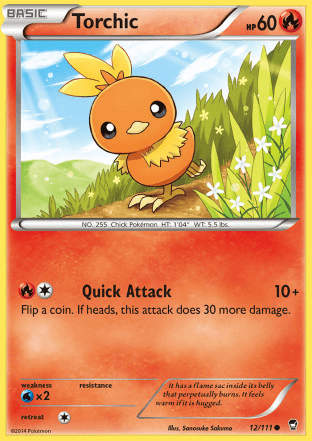 BASIC
Torchic
HP60
NO. 255 Chick Pokémon HT: 1'04" WT: 5.5 lbs.
Quick Attack 10+
Flip a coin. If heads, this attack does 30 more damage.
weakness
×2
resistance
retreat
It has a flame sac inside its belly
that perpetually burns. It feels
warm if it is hugged.
Illus. Sanosuke Sakuma
12/111
©2014 Pokémon